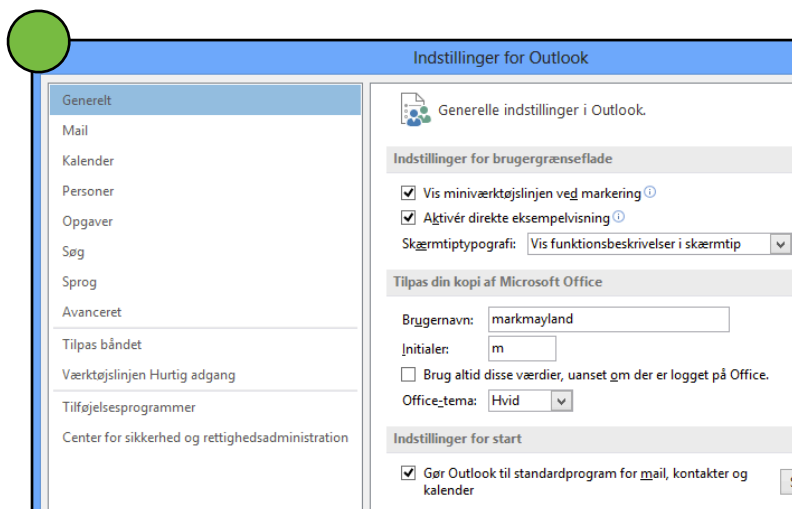 Indstillinger for Outlook
Generelt
Mail
Kalender
Personer
Opgaver
Søg
Sprog
Avanceret
Tilpas båndet
Værktøjslinjen Hurtig adgang
Tilføjelsesprogrammer
Center for sikkerhed og rettighedsadministration
Generelle indstillinger i Outlook.
Indstillinger for brugergrænseflade
Vis miniværktøjslinjen ved markering
Aktivér direkte eksempelvisning
Skærmtiptypografi: Vis funktionsbeskrivelser i skærmtip
Tilpas din kopi af Microsoft Office
Brugernavn: markmayland
Initialer: m
Brug altid disse værdier, uanset om der er logget på Office.
Office-tema: Hvid
Indstillinger for start
Gør Outlook til standardprogram for mail, kontakter og
kalender